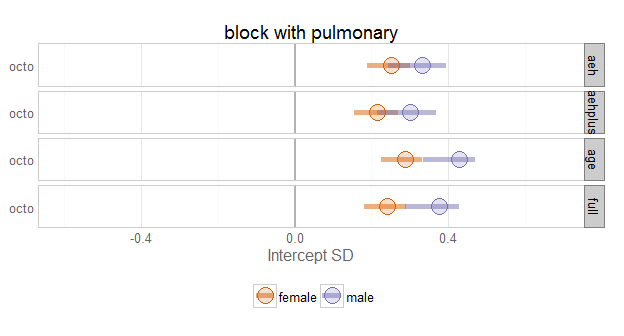 block with pulmonary
octo
aeh
octo
aehplus
octo
age
octo
full
-0.4
0.0
0.4
Intercept SD
female
male